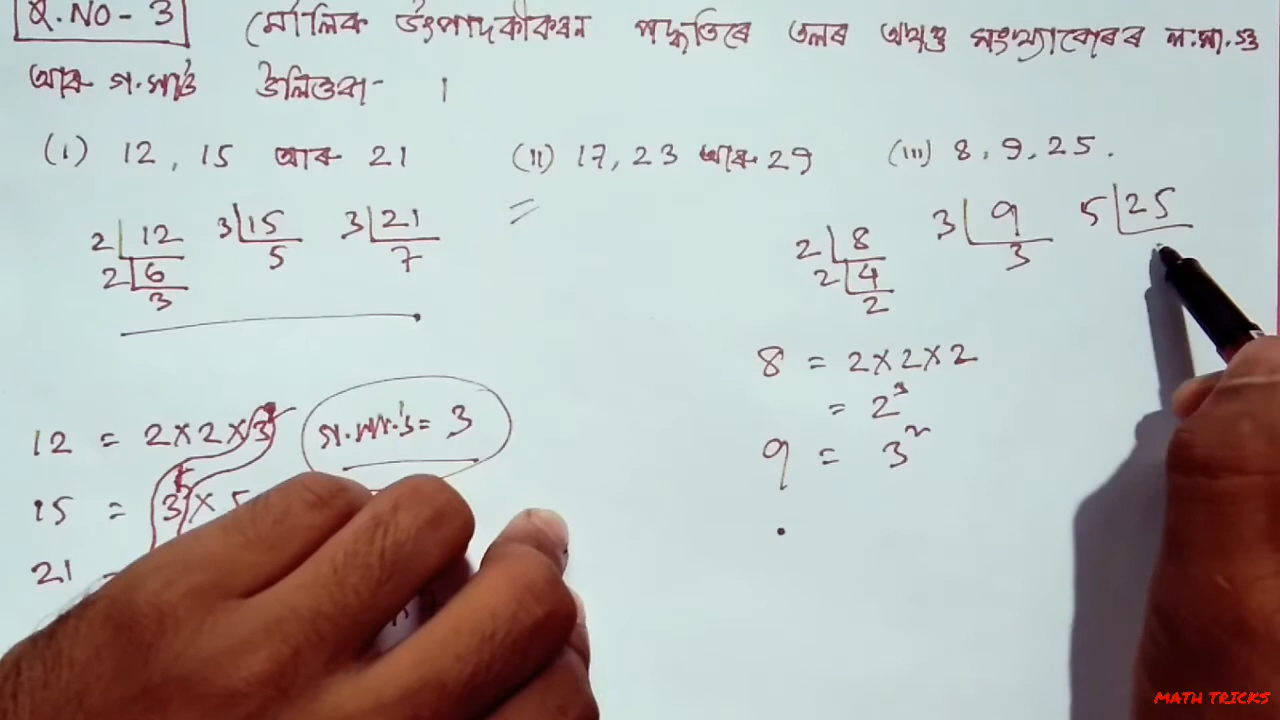 Q.NO - 3 মৌলিক উৎপাদকীকৰন পদ্ধতিৰে তলৰ অখণ্ড সংখ্যাবোৰৰ ল.সা.গু
আৰু গ.সা.উ উলিওৱা- ।
(i) 12, 15 আৰু 21 (ii) 17, 23 আৰু 29 (iii) 8, 9, 25.
2 12 3 15 3 21 2 8 3 9 5 25
2 6 5 7 2 4 3
3 2
8 = 2×2×2
= 2³
12 = 2×2×3 গ.সা.উ = 3 9 = 3²
15 = 3×5
21
MATH TRICKS